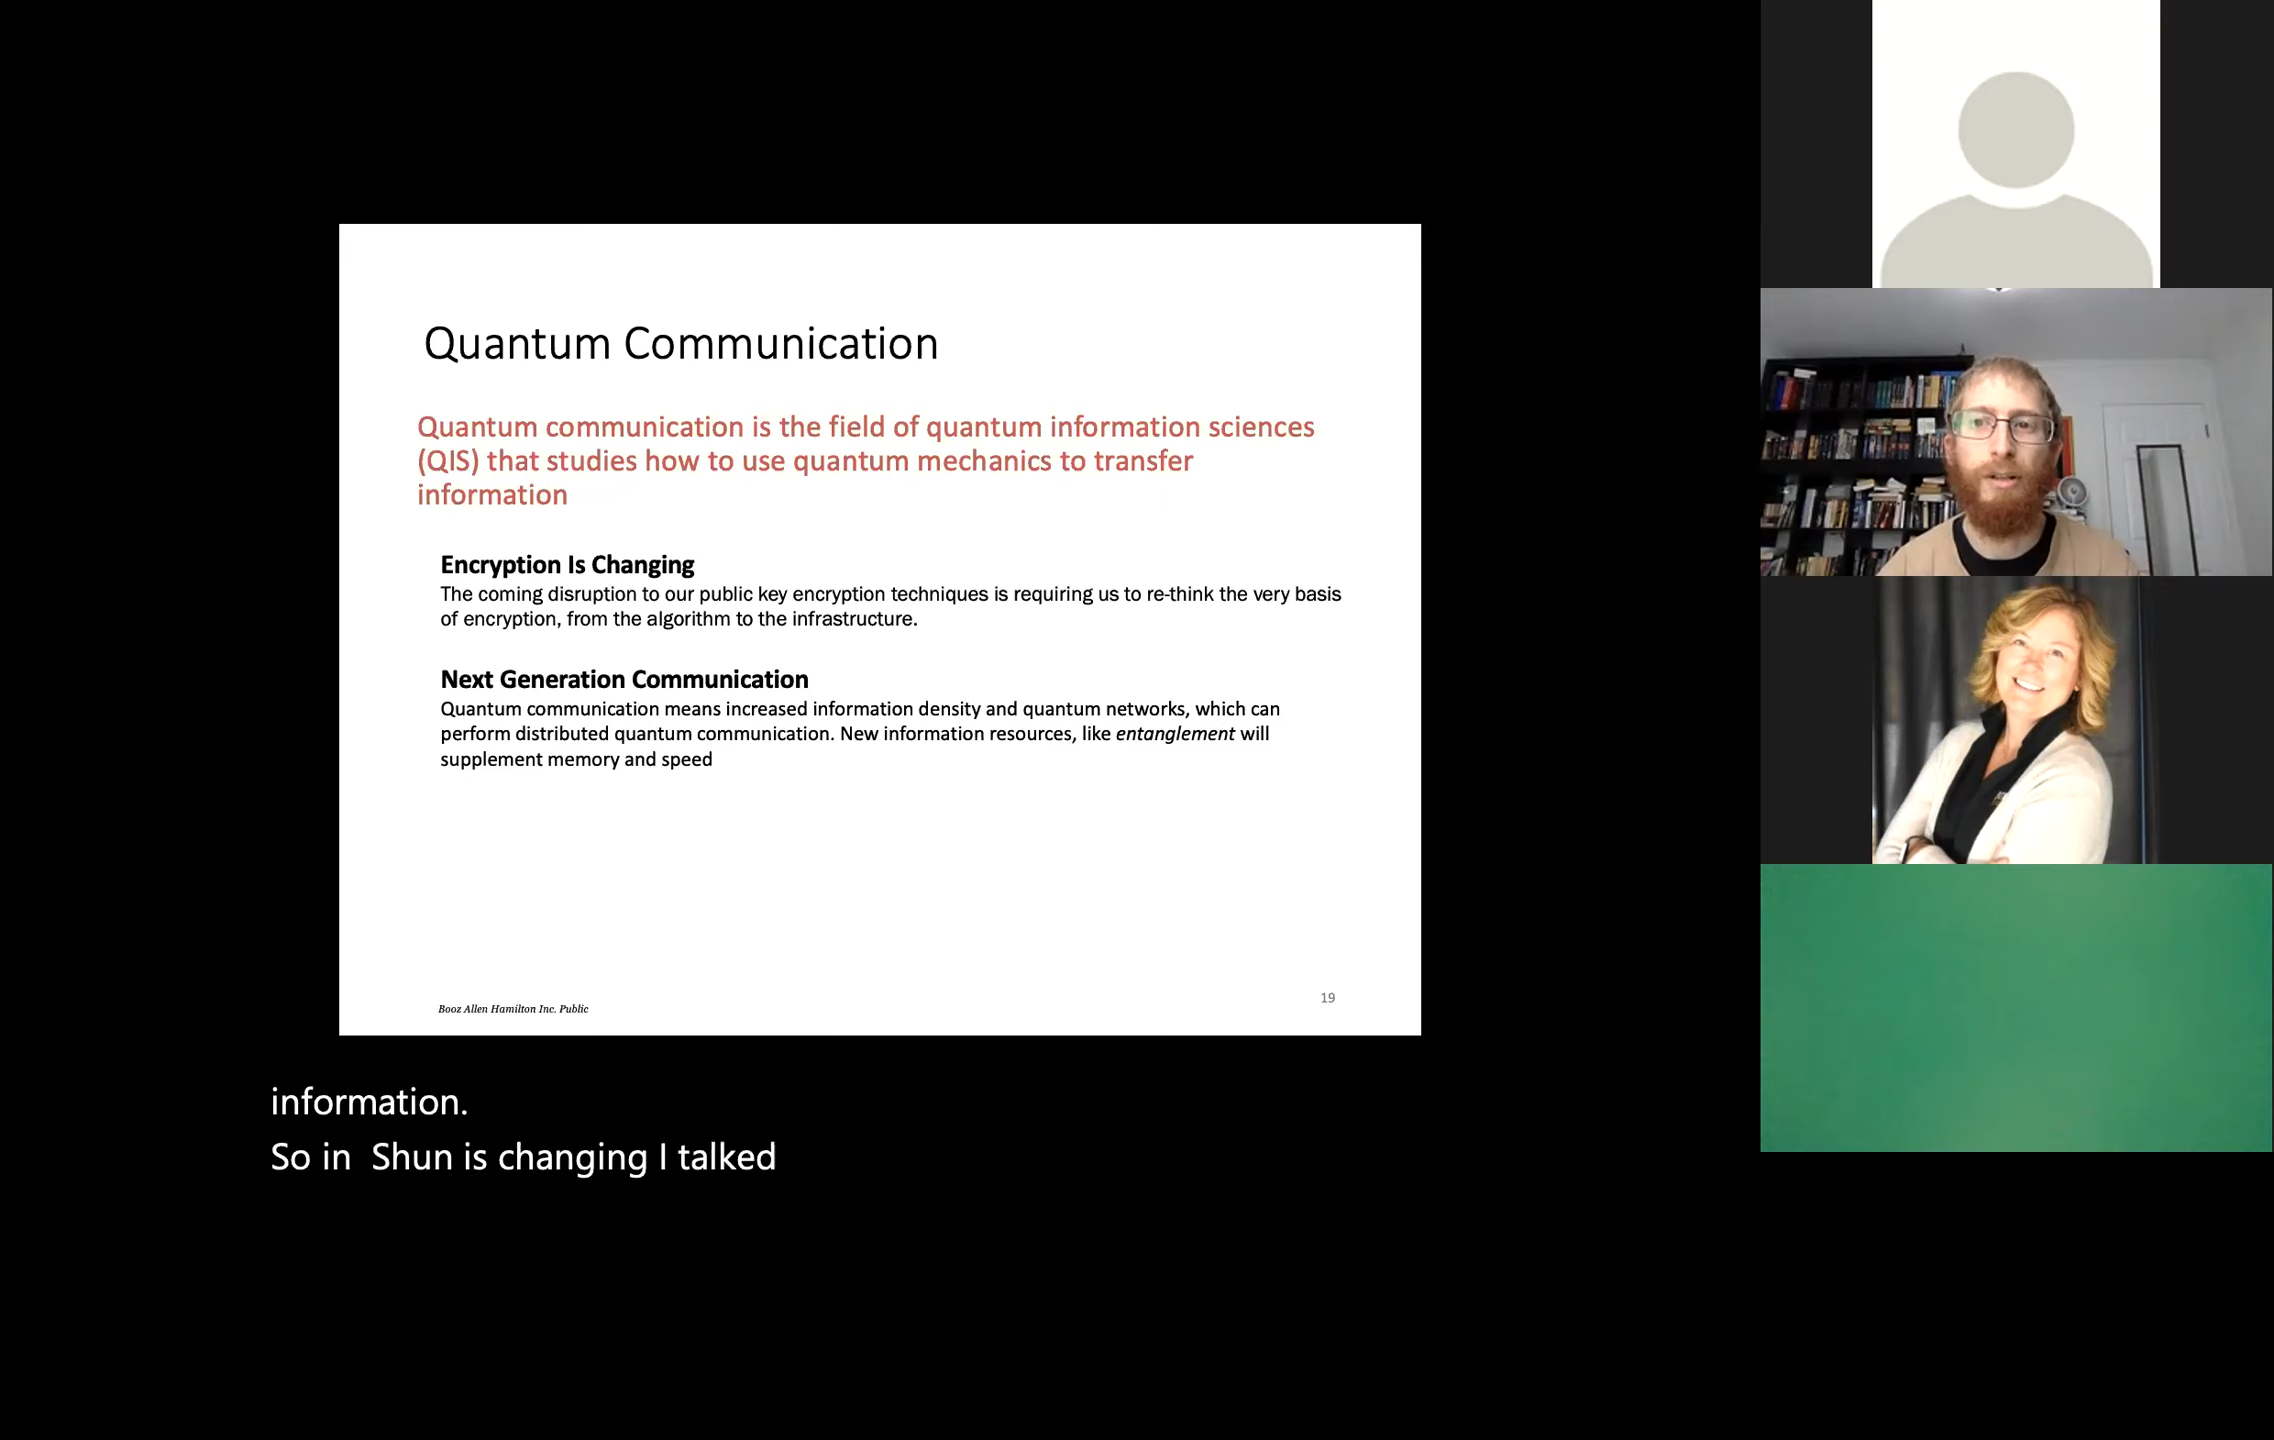 Quantum Communication
Quantum communication is the field of quantum information sciences
(QIS) that studies how to use quantum mechanics to transfer
information
Encryption Is Changing
The coming disruption to our public key encryption techniques is requiring us to re-think the very basis
of encryption, from the algorithm to the infrastructure.
Next Generation Communication
Quantum communication means increased information density and quantum networks, which can
perform distributed quantum communication. New information resources, like entanglement will
supplement memory and speed
Booz Allen Hamilton Inc. Public
19
information.
So in  Shun is changing I talked